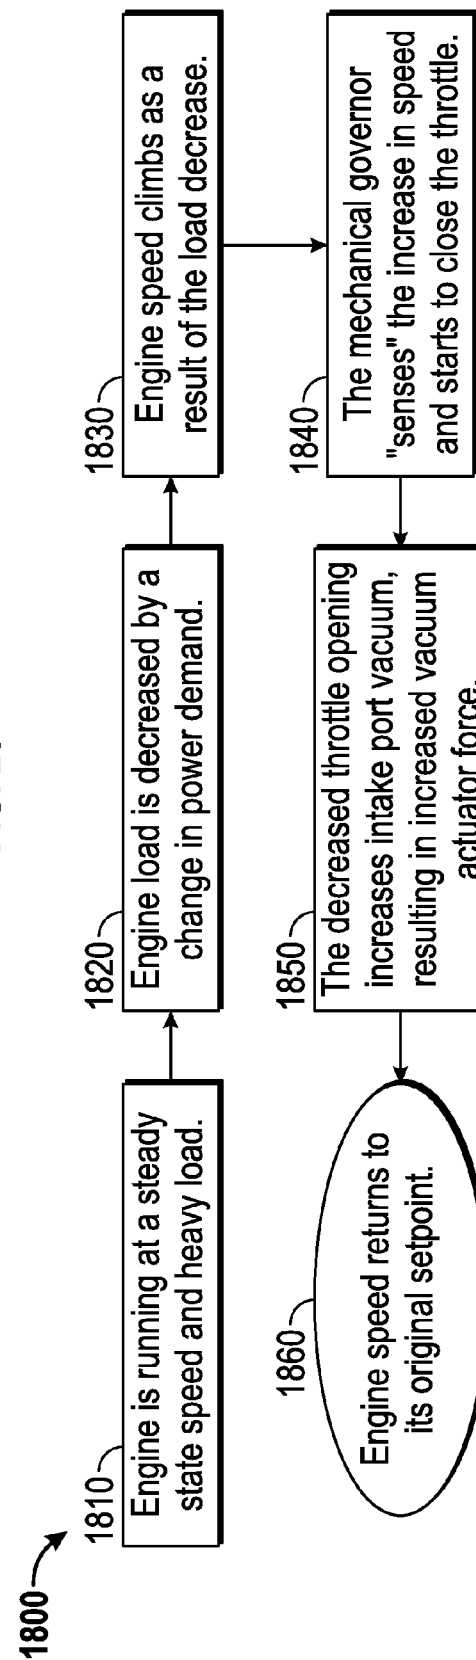 1800
1810
Engine is running at a steady
state speed and heavy load.
1820
Engine load is decreased by a
change in power demand.
1830
Engine speed climbs as a
result of the load decrease.
1840
The mechanical governor
"senses" the increase in speed
and starts to close the throttle.
1850
The decreased throttle opening
increases intake port vacuum,
resulting in increased vacuum
actuator force.
1860
Engine speed returns to
its original setpoint.